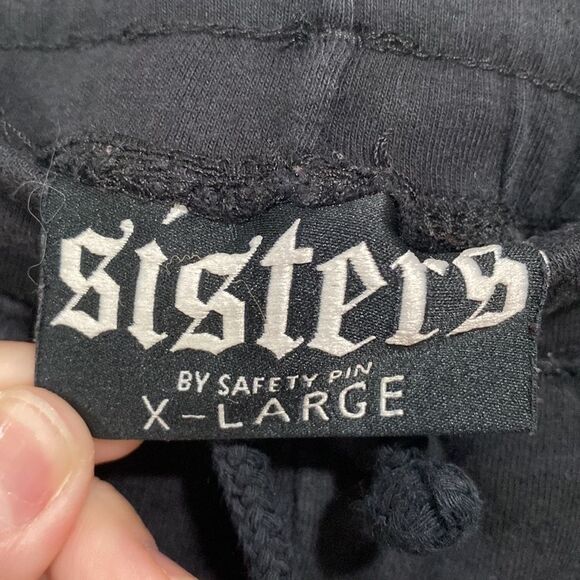 sisters
BY SAFETY PIN
X-LARGE